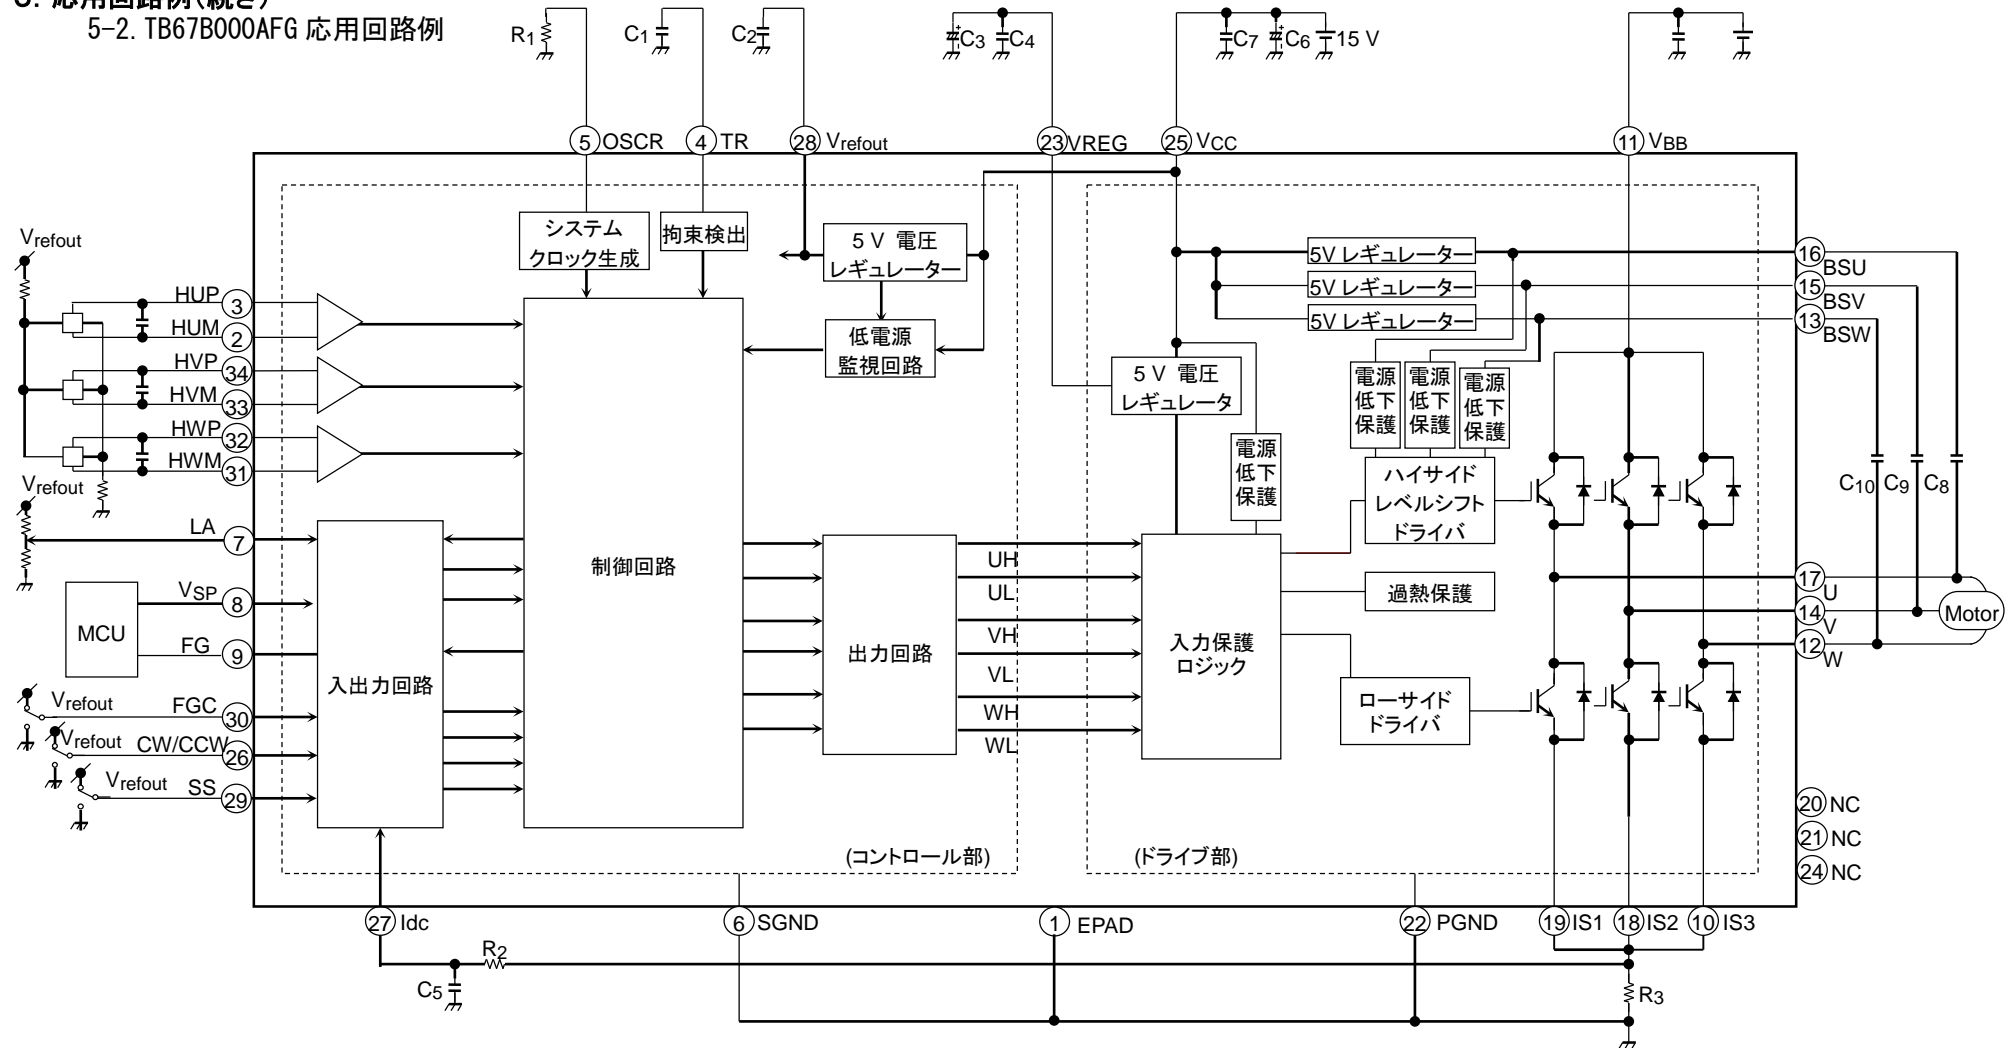 5-2. TB67B000AFG 応用回路例
R1
C1
C2
C3
C4
C7
C6
15 V
5 OSCR
4 TR
28 Vrefout
23 VREG
25 VCC
11 VBB
システム
クロック生成
拘束検出
5 V 電圧
レギュレーター
低電源
監視回路
5V レギュレーター
5V レギュレーター
5V レギュレーター
16 BSU
15 BSV
13 BSW
5 V 電圧
レギュレータ
電源
低下
保護
電源
低下
保護
電源
低下
保護
電源
低下
保護
ハイサイド
レベルシフト
ドライバ
C10
C9
C8
Vrefout
HUP 3
HUM 2
HVP 34
HVM 33
HWP 32
HWM 31
Vrefout
LA 7
MCU
VSP 8
FG 9
Vrefout
FGC 30
Vrefout
CW/CCW 26
Vrefout
SS 29
入出力回路
制御回路
出力回路
UH
UL
VH
VL
WH
WL
入力保護
ロジック
過熱保護
ローサイド
ドライバ
17 U
14 V
12 W
Motor
20 NC
21 NC
24 NC
(コントロール部)
(ドライブ部)
27 Idc
6 SGND
1 EPAD
22 PGND
19 IS1
18 IS2
10 IS3
R2
C5
R3